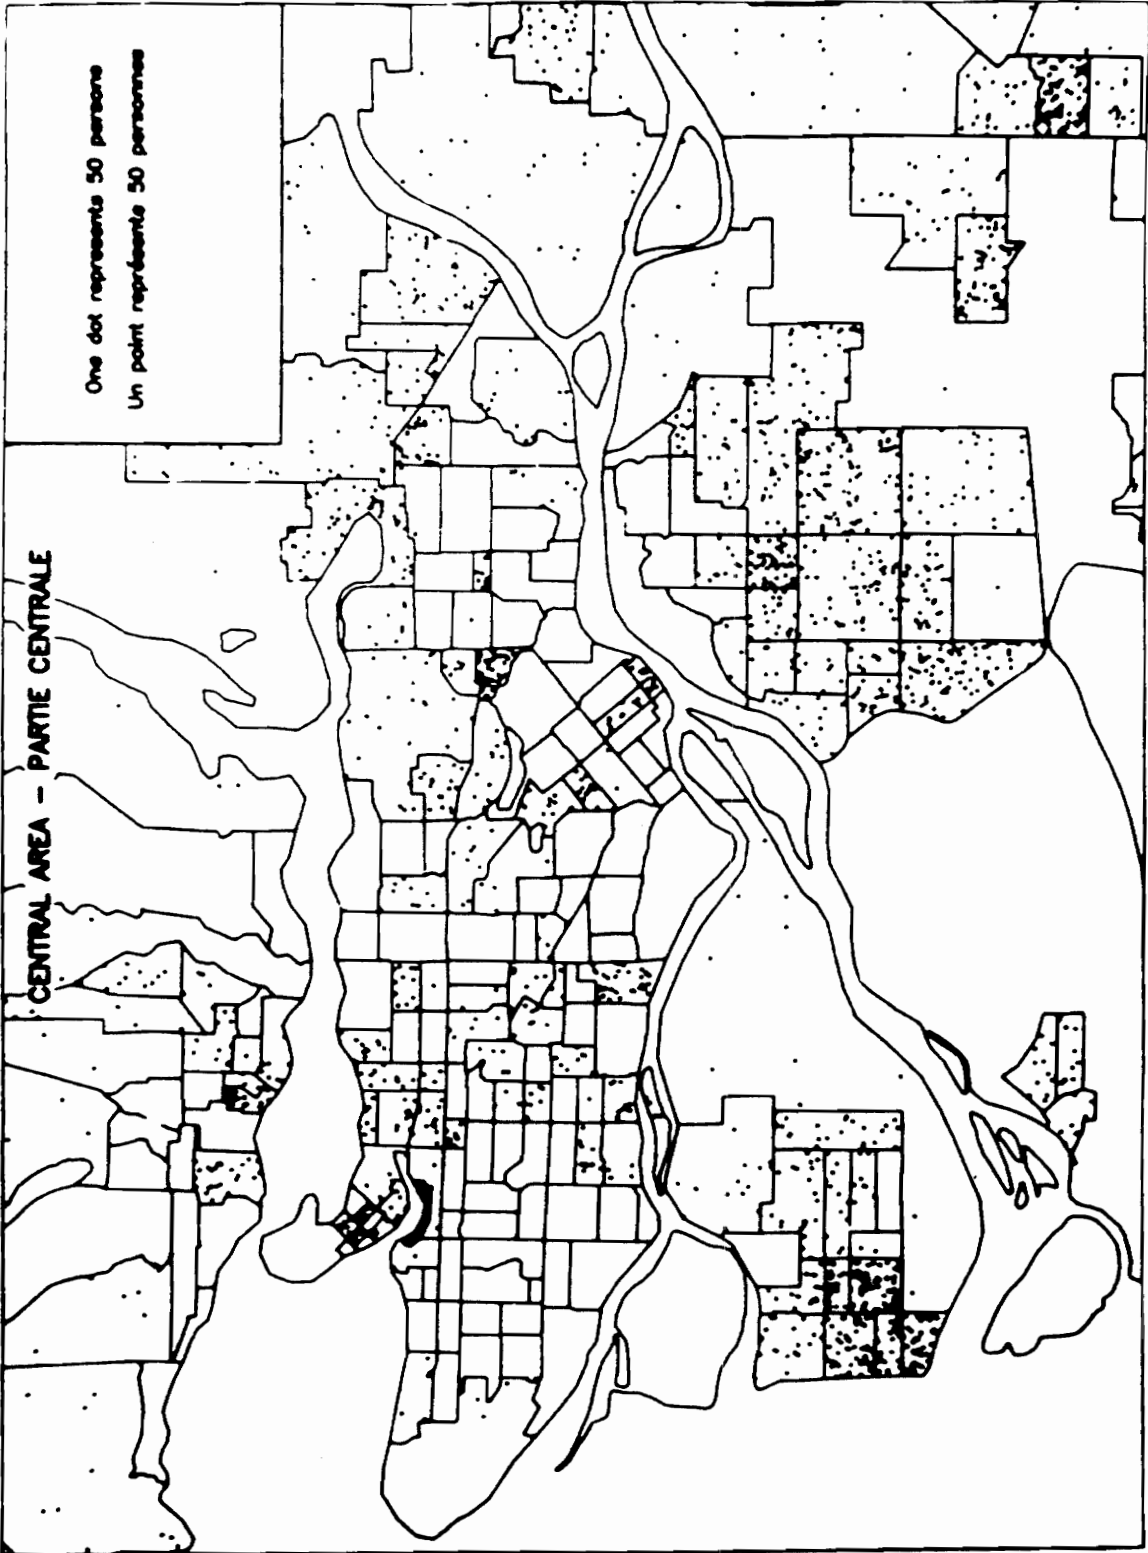 One dot represents 50 persons
Un point représente 50 personnes
CENTRAL AREA – PARTIE CENTRALE